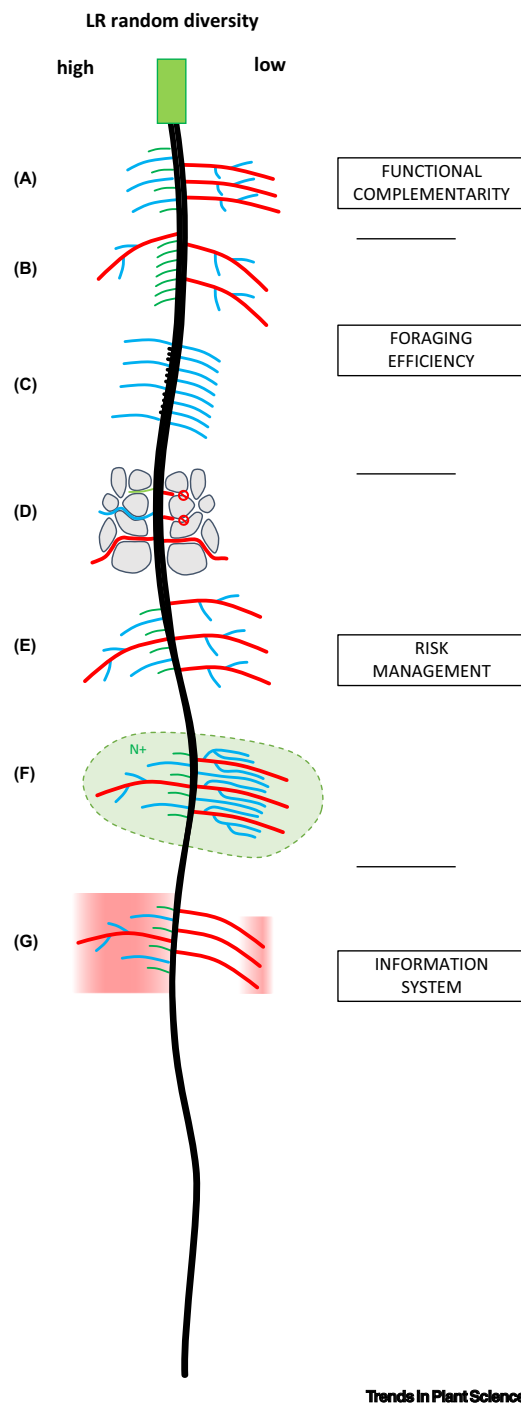 LR random diversity
high
low
(A)
FUNCTIONAL
COMPLEMENTARITY
(B)
FORAGING
EFFICIENCY
(C)
(D)
(E)
RISK
MANAGEMENT
N+
(F)
(G)
INFORMATION
SYSTEM
Trends in Plant Science